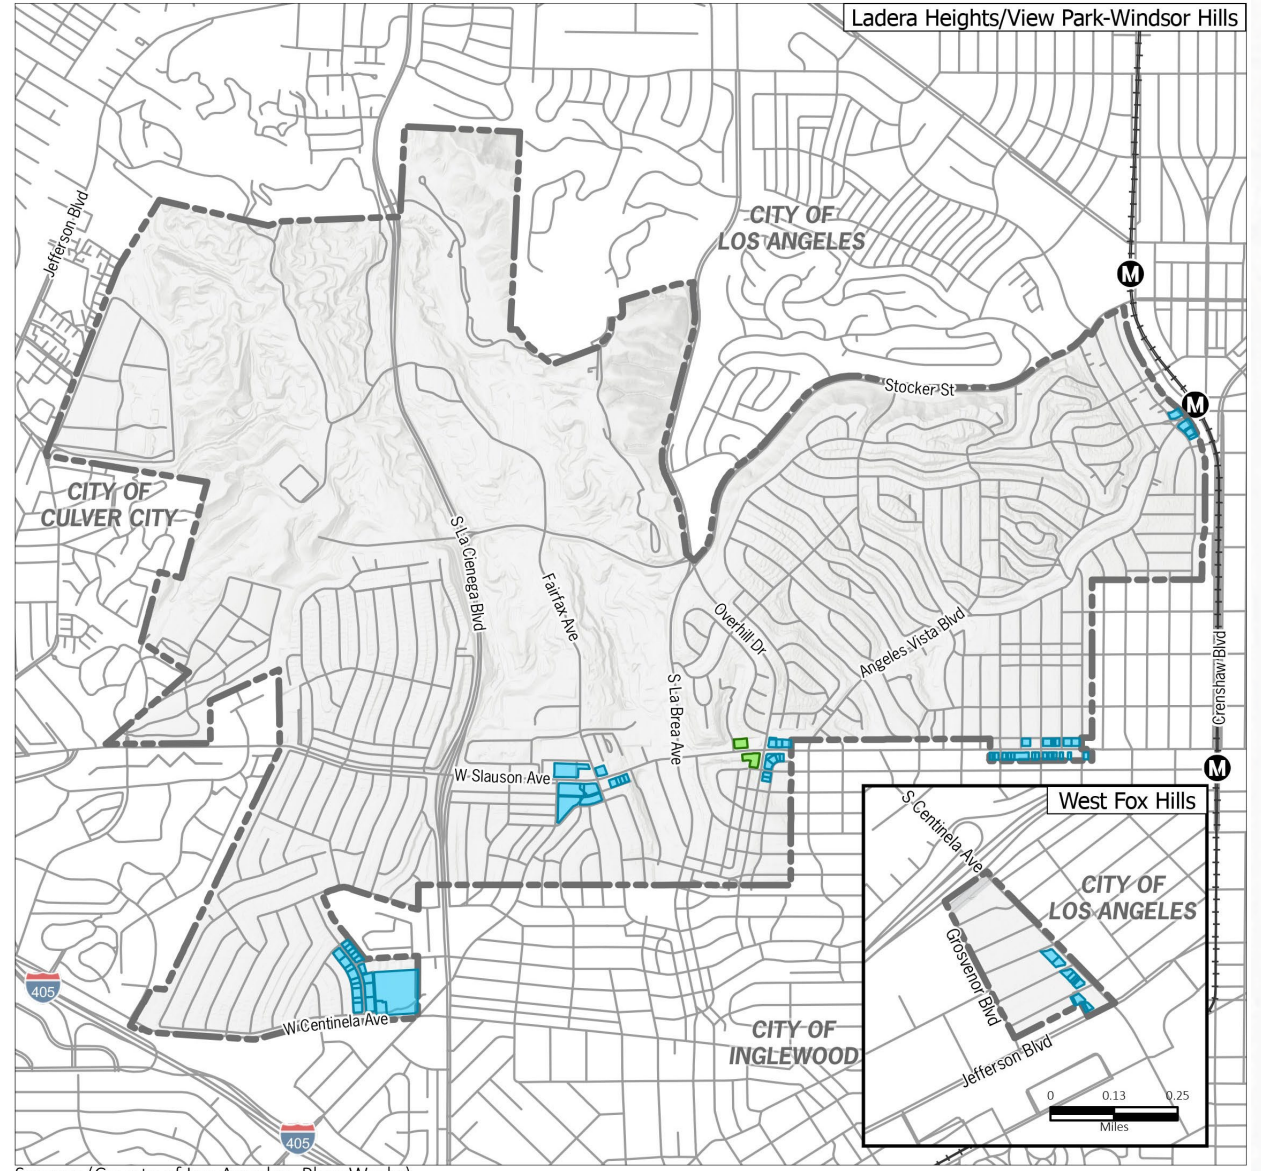 Ladera Heights/View Park-Windsor Hills
Jefferson Blvd
CITY OF
LOS ANGELES
M
Stocker St
M
CITY OF
CULVER CITY
S La Cienega Blvd
Fairfax Ave
Overhill Dr
Angeles Vista Blvd
S La Brea Ave
Crenshaw Blvd
W Slauson Ave
M
West Fox Hills
S Centinela Ave
CITY OF
LOS ANGELES
Grosvenor Blvd
405
W Centinela Ave
CITY OF
INGLEWOOD
Jefferson Blvd
0 0.13 0.25
Miles
405